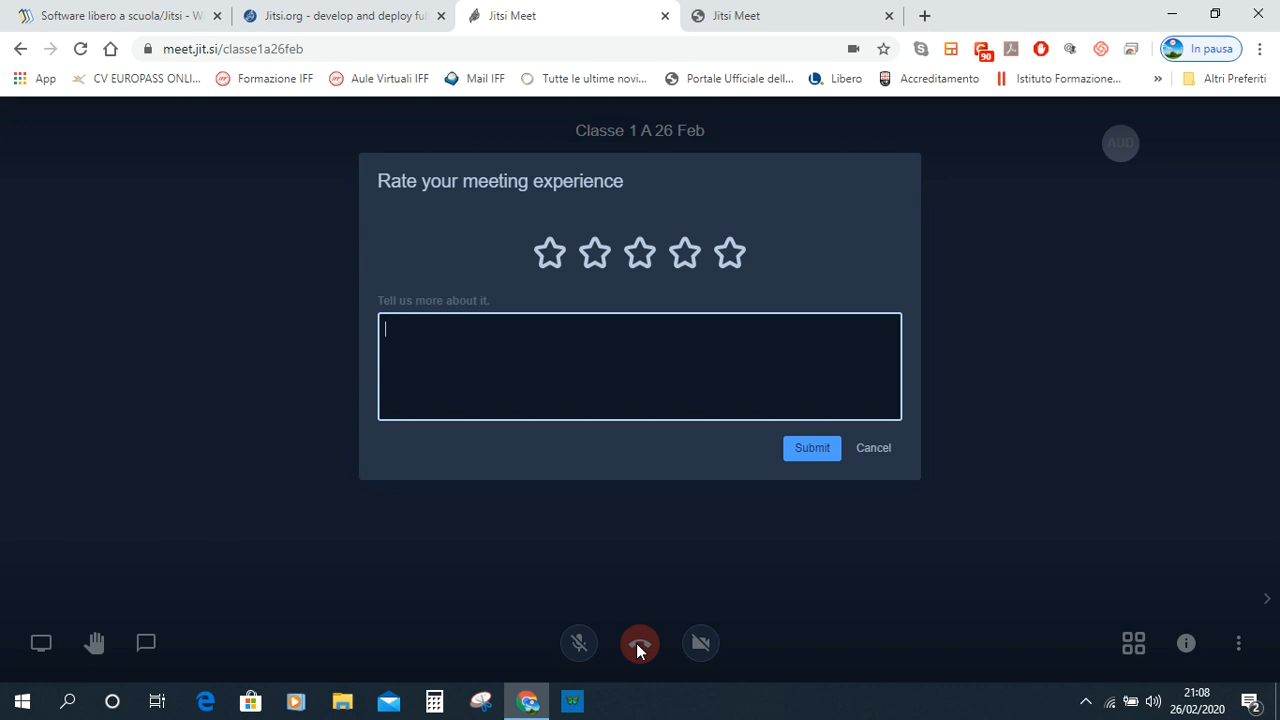 Software libero a scuola/Jitsi - W
Jitsi.org - develop and deploy ful
Jitsi Meet
Jitsi Meet
meet.jit.si/classe1a26feb
90
In pausa
App
CV EUROPASS ONLI...
Formazione IFF
Aule Virtuali IFF
Mail IFF
Tutte le ultime novi...
Portale Ufficiale dell...
Libero
Accreditamento
Istituto Formazione...
»
Altri Preferiti
Classe 1 A 26 Feb
AUD
Rate your meeting experience
Tell us more about it.
Submit
Cancel
21:08
26/02/2020
2